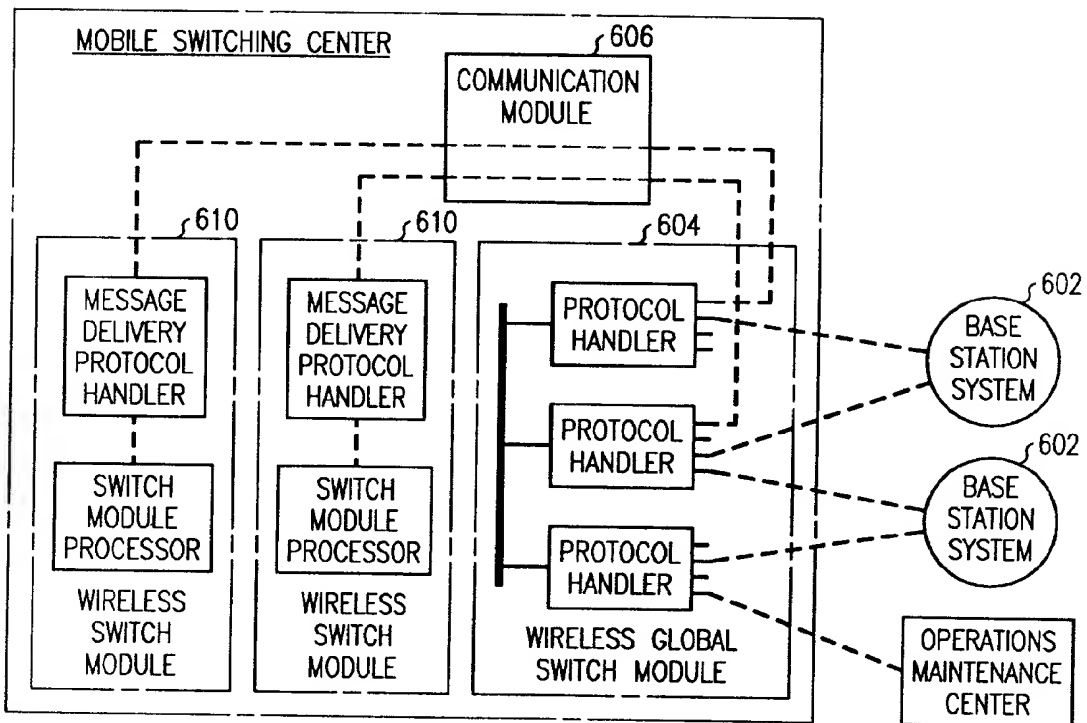 MOBILE SWITCHING CENTER
606
COMMUNICATION
MODULE
610
MESSAGE
DELIVERY
PROTOCOL
HANDLER
SWITCH
MODULE
PROCESSOR
WIRELESS
SWITCH
MODULE
610
MESSAGE
DELIVERY
PROTOCOL
HANDLER
SWITCH
MODULE
PROCESSOR
WIRELESS
SWITCH
MODULE
604
PROTOCOL
HANDLER
PROTOCOL
HANDLER
PROTOCOL
HANDLER
WIRELESS GLOBAL
SWITCH MODULE
602
BASE
STATION
SYSTEM
602
BASE
STATION
SYSTEM
OPERATIONS
MAINTENANCE
CENTER